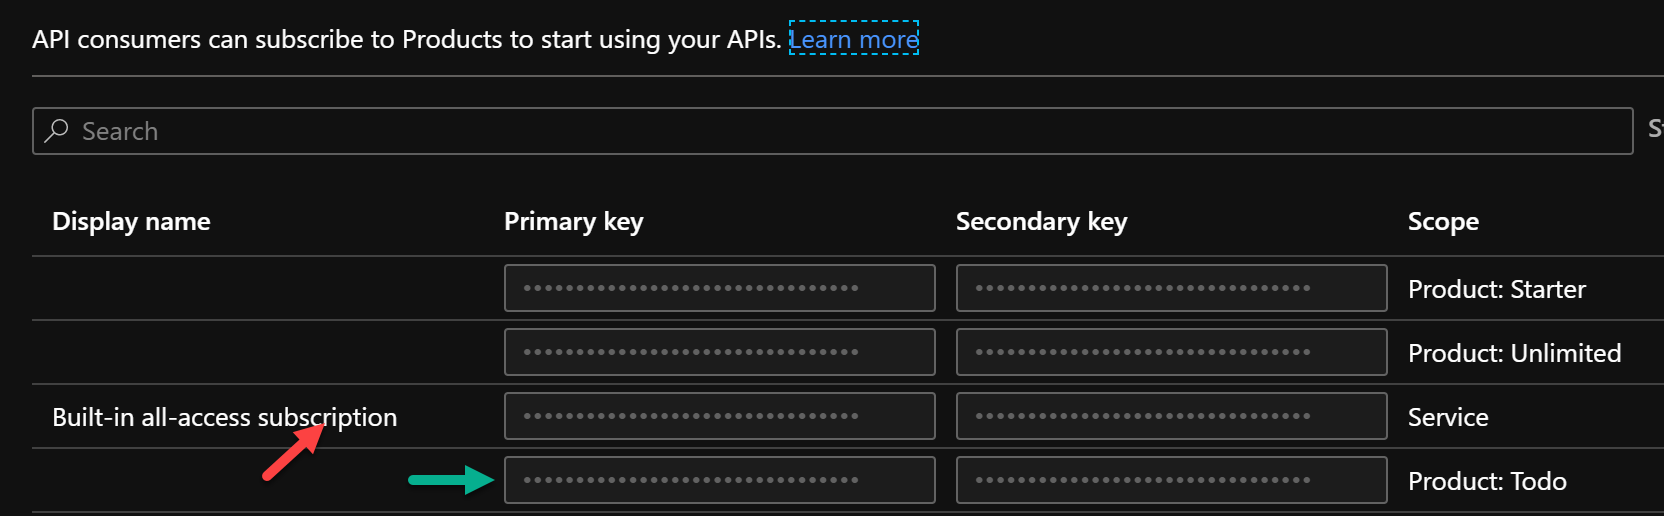 API consumers can subscribe to Products to start using your APIs. Learn more
Search
Display name Primary key Secondary key Scope
•••••••••••••••••••••••••••••••• •••••••••••••••••••••••••••••••• Product: Starter
•••••••••••••••••••••••••••••••• •••••••••••••••••••••••••••••••• Product: Unlimited
Built-in all-access subscription •••••••••••••••••••••••••••••••• •••••••••••••••••••••••••••••••• Service
•••••••••••••••••••••••••••••••• •••••••••••••••••••••••••••••••• Product: Todo